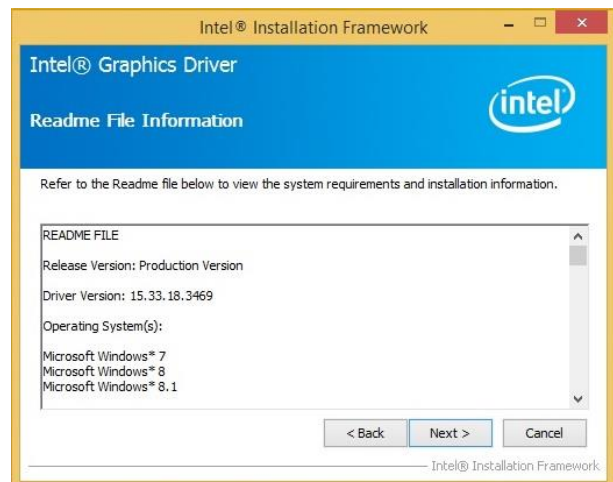 Intel® Installation Framework
Intel® Graphics Driver
intel
Readme File Information
Refer to the Readme file below to view the system requirements and installation information.
README FILE
Release Version: Production Version
Driver Version: 15.33.18.3469
Operating System(s):
Microsoft Windows* 7
Microsoft Windows* 8
Microsoft Windows* 8.1
< Back
Next >
Cancel
Intel® Installation Framework